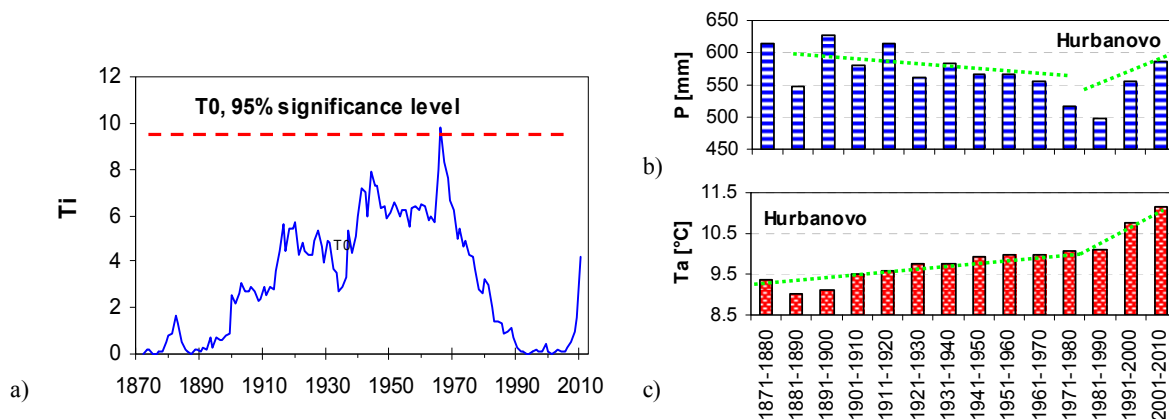 a)
Ti
12
10
8
6
4
2
0
T0, 95% significance level
T0
1870 1890 1910 1930 1950 1970 1990 2010
b)
P [mm]
650
600
550
500
450
Hurbanovo
c)
Ta [°C]
11.5
10.5
9.5
8.5
Hurbanovo
1871-1880
1881-1890
1891-1900
1901-1910
1911-1920
1921-1930
1931-1940
1941-1950
1951-1960
1961-1970
1971-1980
1981-1990
1991-2000
2001-2010